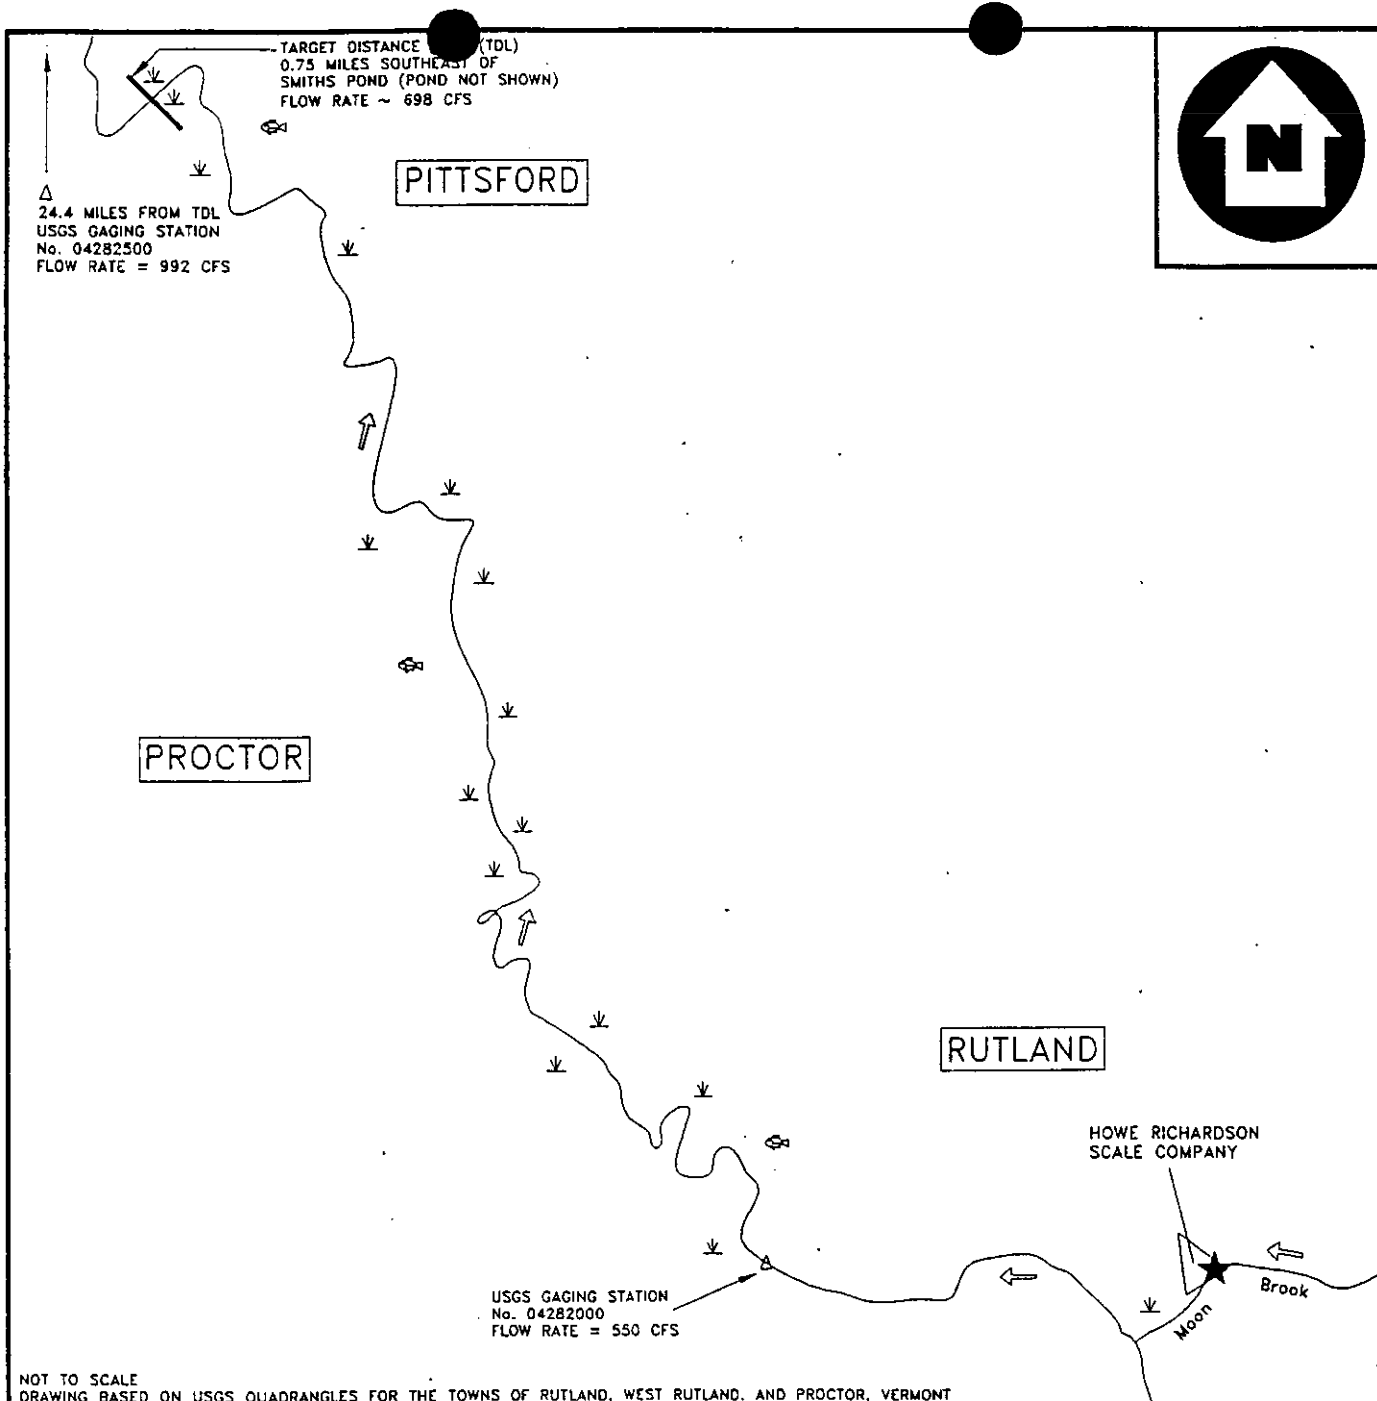 TARGET DISTANCE (TDL)
0.75 MILES SOUTHEAST OF
SMITHS POND (POND NOT SHOWN)
FLOW RATE ~ 698 CFS
N
PITTSFORD
24.4 MILES FROM TDL
USGS GAGING STATION
No. 04282500
FLOW RATE = 992 CFS
PROCTOR
RUTLAND
HOWE RICHARDSON
SCALE COMPANY
Moon Brook
USGS GAGING STATION
No. 04282000
FLOW RATE = 550 CFS
NOT TO SCALE
DRAWING BASED ON USGS QUADRANGLES FOR THE TOWNS OF RUTLAND, WEST RUTLAND, AND PROCTOR, VERMONT